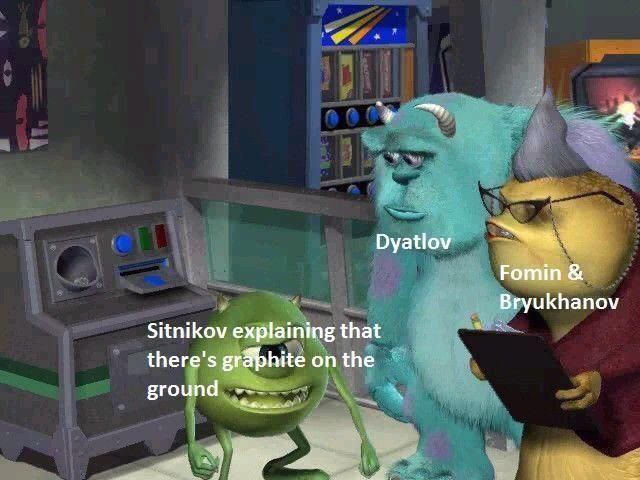 Dyatlov
Fomin &
Bryukhanov
Sitnikov explaining that
there's graphite on the
ground